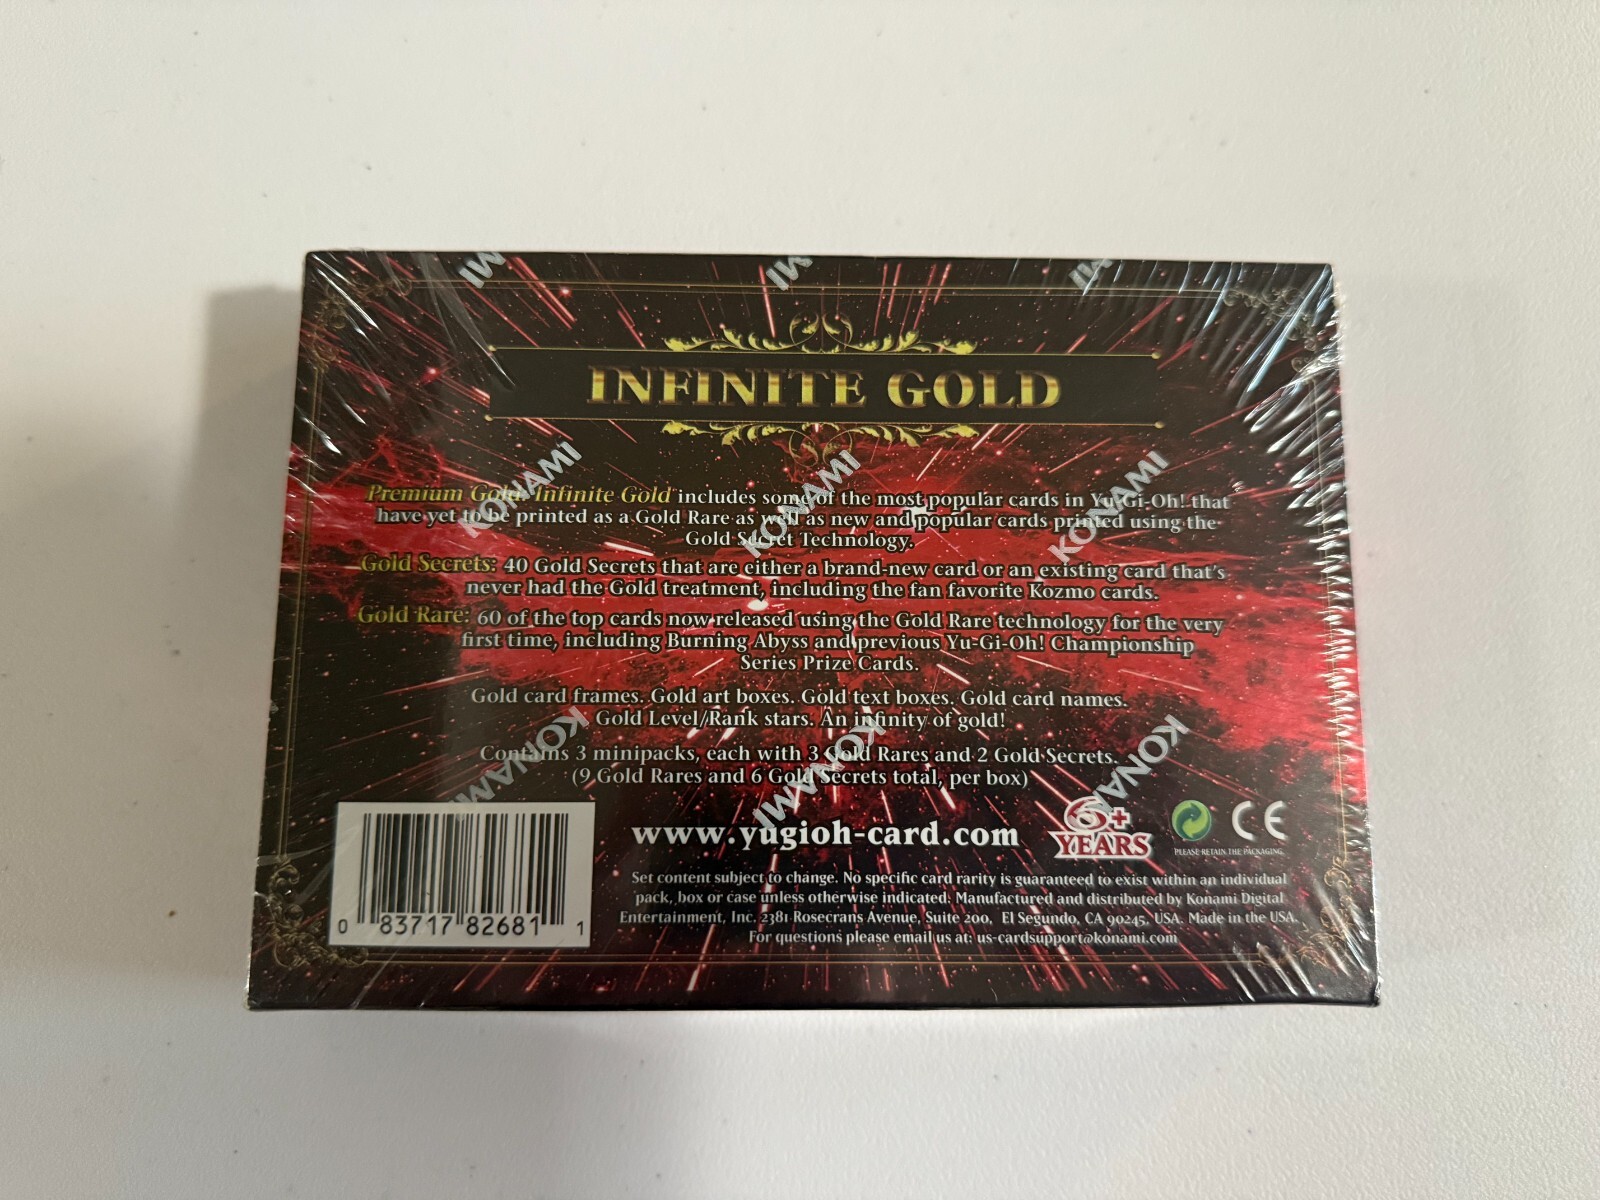 INFINITE GOLD
Premium Gold: Infinite Gold includes some of the most popular cards in Yu-Gi-Oh! that
have yet to be printed as a Gold Rare as well as new and popular cards printed using the
Gold Secret Technology.
Gold Secrets: 40 Gold Secrets that are either a brand-new card or an existing card that's
never had the Gold treatment, including the fan favorite Kozmo cards.
Gold Rare: 60 of the top cards now released using the Gold Rare technology for the very
first time, including Burning Abyss and previous Yu-Gi-Oh! Championship
Series Prize Cards.
Gold card frames. Gold art boxes. Gold text boxes. Gold card names.
Gold Level/Rank stars. An infinity of gold!
Contains 3 minipacks, each with 3 Gold Rares and 2 Gold Secrets.
(9 Gold Rares and 6 Gold Secrets total, per box)
www.yugioh-card.com
6+
YEARS
CE
PLEASE RETAIN THE PACKAGING
Set content subject to change. No specific card rarity is guaranteed to exist within an individual
pack, box or case unless otherwise indicated. Manufactured and distributed by Konami Digital
Entertainment, Inc. 2381 Rosecrans Avenue, Suite 200, El Segundo, CA 90245, USA. Made in the USA.
For questions please email us at: us-cardsupport@konami.com
0 83717 82681 1
KONAMI
KONAMI
KONAMI
KONAMI
KONAMI
KONAMI